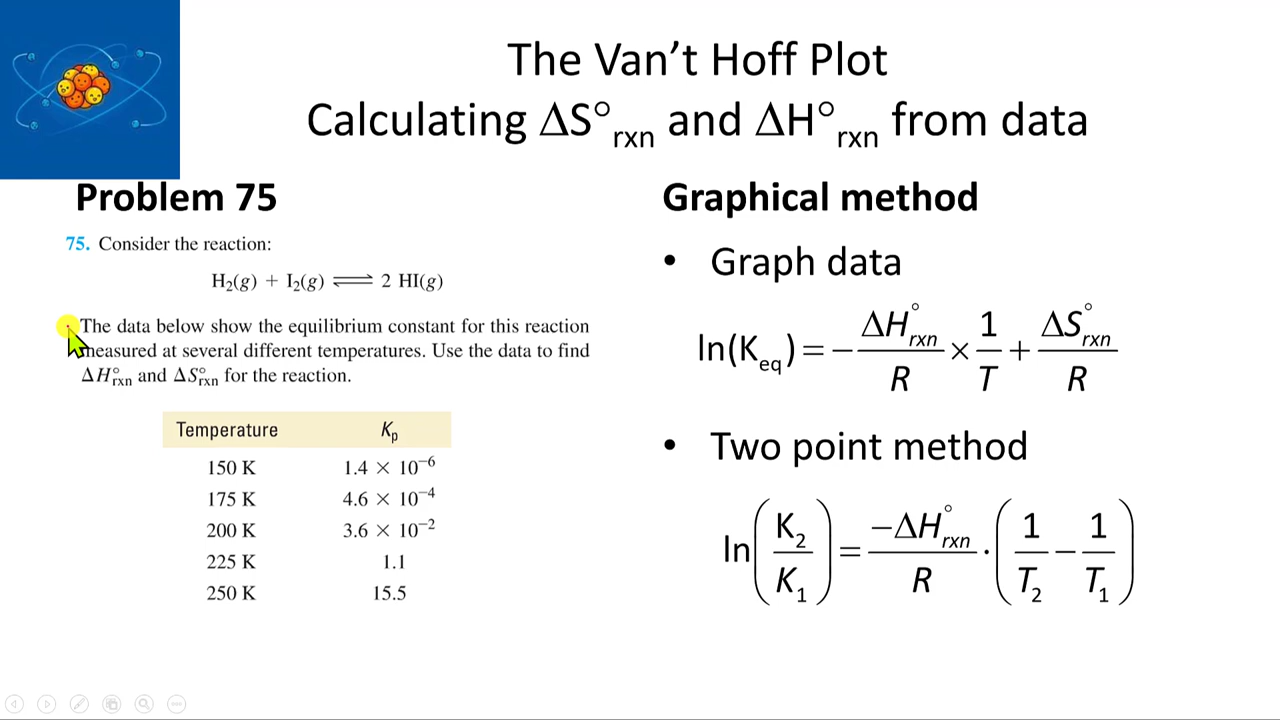 The Van't Hoff Plot
Calculating ΔS°rxn and ΔH°rxn from data
Problem 75
75. Consider the reaction:
H₂(g) + I₂(g) ⇌ 2 HI(g)
The data below show the equilibrium constant for this reaction
measured at several different temperatures. Use the data to find
ΔH°rxn and ΔS°rxn for the reaction.
Temperature Kp
150 K 1.4 × 10⁻⁶
175 K 4.6 × 10⁻⁴
200 K 3.6 × 10⁻²
225 K 1.1
250 K 15.5
Graphical method
• Graph data
ln(Keq) = − ΔH°rxn / R × 1 / T + ΔS°rxn / R
• Two point method
ln(K₂ / K₁) = −ΔH°rxn / R · (1 / T₂ − 1 / T₁)